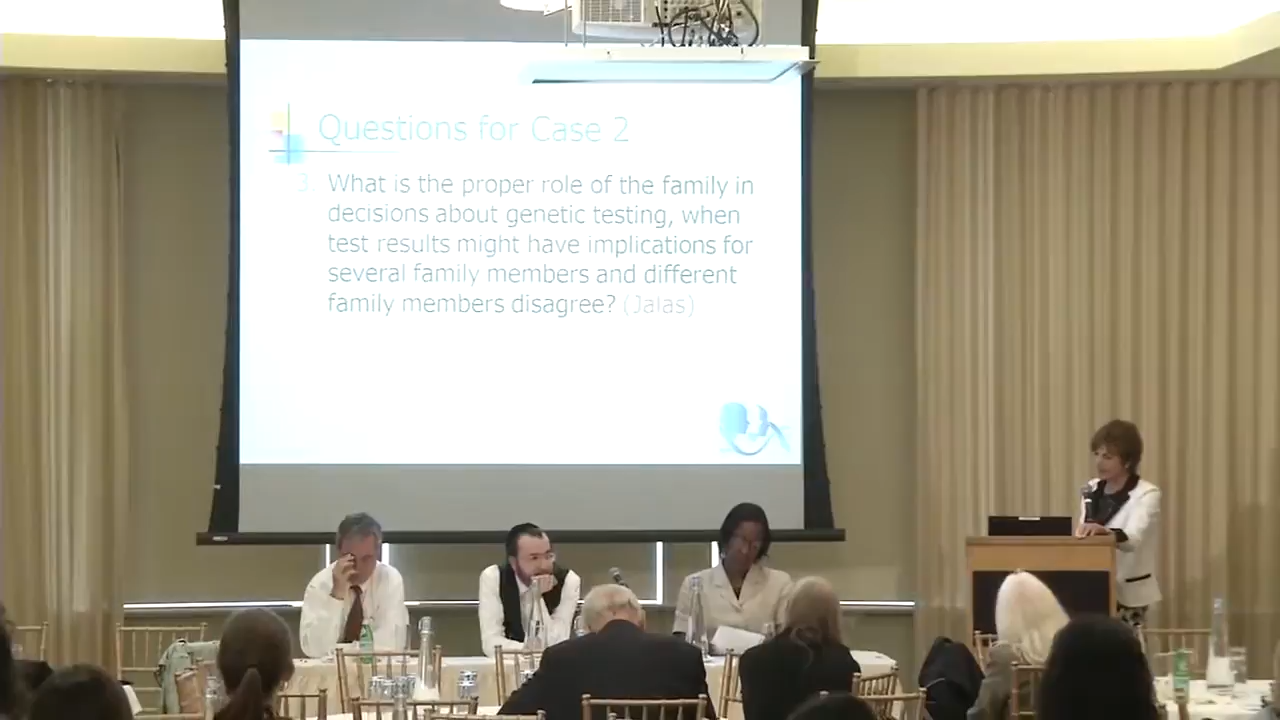 Questions for Case 2
3. What is the proper role of the family in
decisions about genetic testing, when
test results might have implications for
several family members and different
family members disagree? (Jalas)